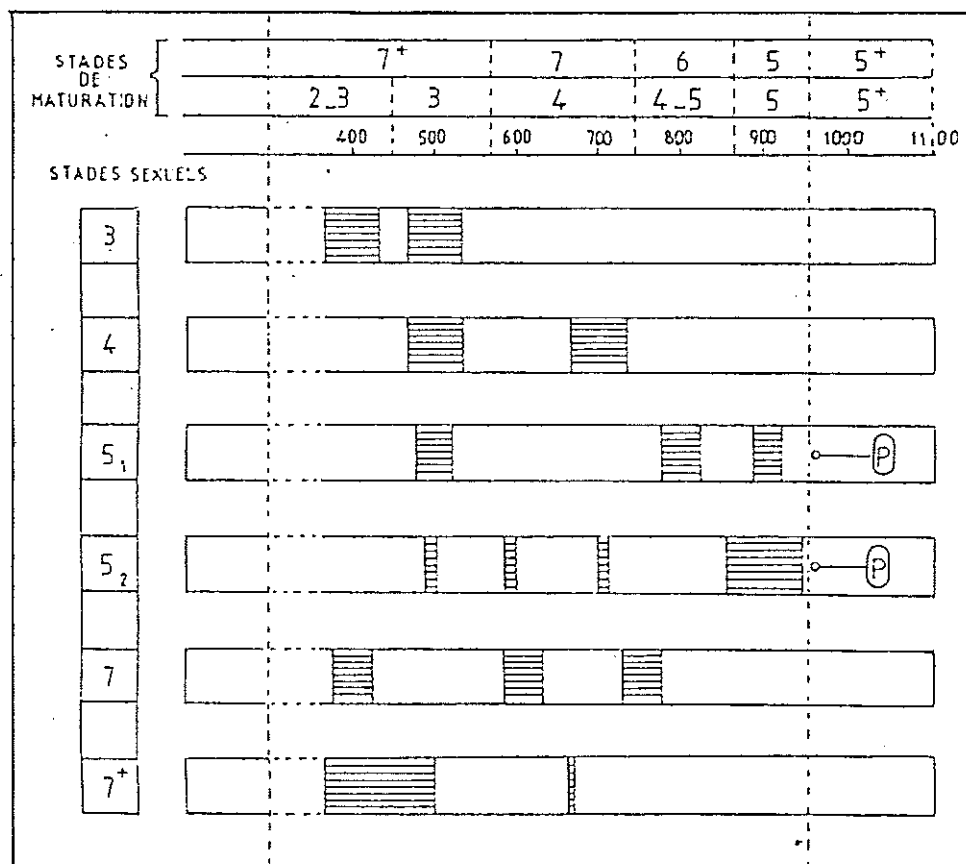 STADES
DE
MATURATION
7+ 7 6 5 5+
2_3 3 4 4_5 5 5+
400 500 600 700 800 900 1000 1100
STADES SEXUELS
3
4
5₁ P
5₂ P
7
7+